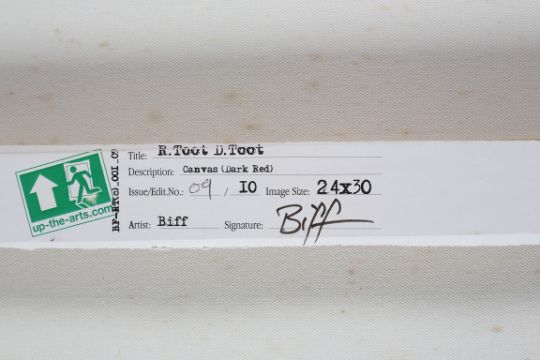 Title: R.Toot D.Toot
Description: Canvas (Dark Red)
Issue/Edit.No.: 09 / 10 Image Size: 24x30
Artist: Biff Signature: Biff
up-the-arts.com